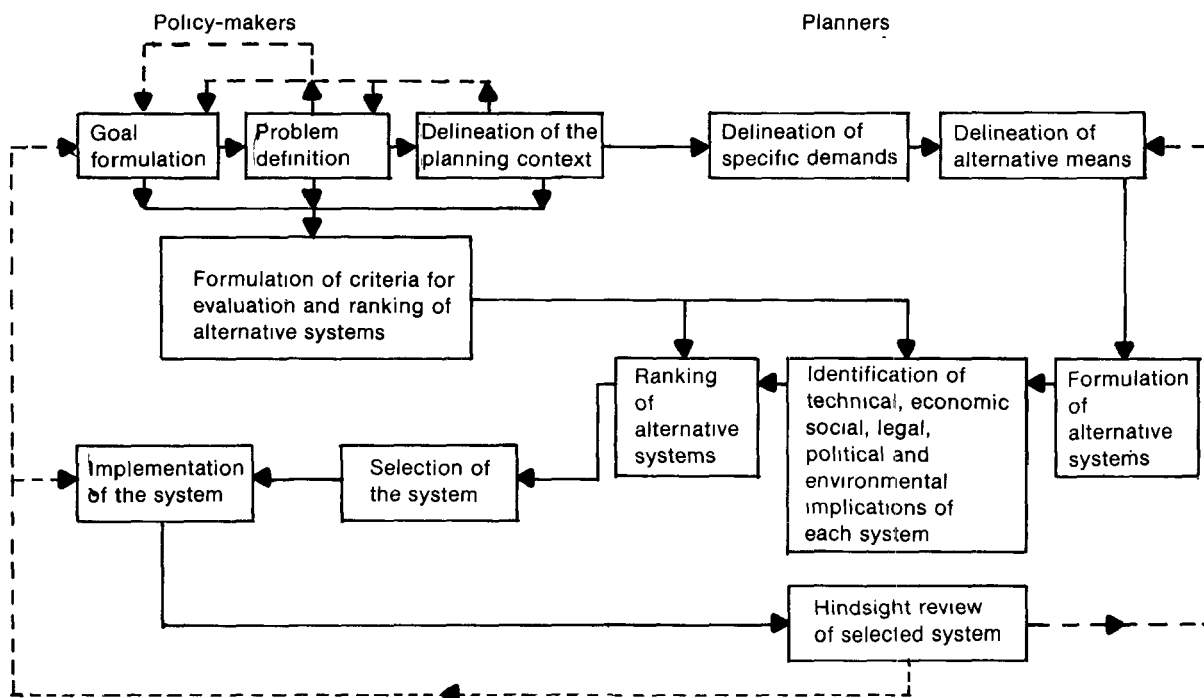 Policy-makers
Planners
Goal
formulation
Problem
definition
Delineation of the
planning context
Delineation of
specific demands
Delineation of
alternative means
Formulation of criteria for
evaluation and ranking of
alternative systems
Ranking
of
alternative
systems
Identification of
technical, economic
social, legal,
political and
environmental
implications of
each system
Formulation
of
alternative
systems
Implementation
of the system
Selection of
the system
Hindsight review
of selected system